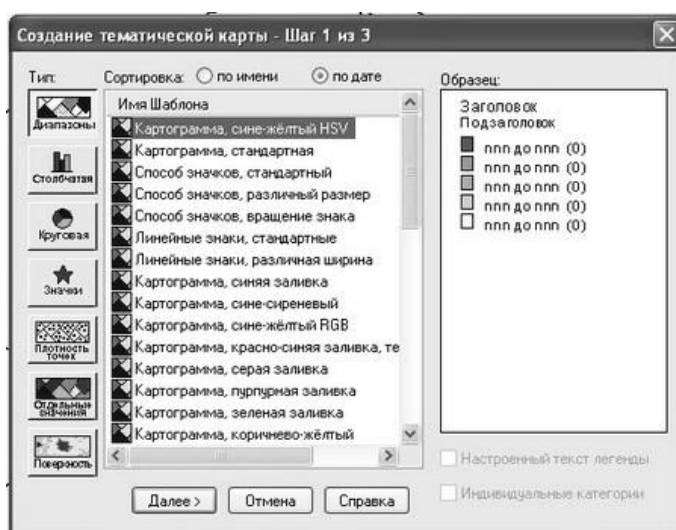 Создание тематической карты - Шаг 1 из 3
Тип:
Диапазоны
Столбчатая
Круговая
Значки
Плотность точек
Отдельные значения
Поверхность
Сортировка: по имени по дате
Имя Шаблона
Картограмма, сине-жёлтый HSV
Картограмма, стандартная
Способ значков, стандартный
Способ значков, различный размер
Способ значков, вращение знака
Линейные знаки, стандартные
Линейные знаки, различная ширина
Картограмма, синяя заливка
Картограмма, сине-сиреневый
Картограмма, сине-жёлтый RGB
Картограмма, красно-синяя заливка, те
Картограмма, серая заливка
Картограмма, пурпурная заливка
Картограмма, зеленая заливка
Картограмма, коричнево-жёлтый
Образец:
Заголовок
Подзаголовок
nnn до nnn (0)
nnn до nnn (0)
nnn до nnn (0)
nnn до nnn (0)
nnn до nnn (0)
Настроенный текст легенды
Индивидуальные категории
Далее > Отмена Справка